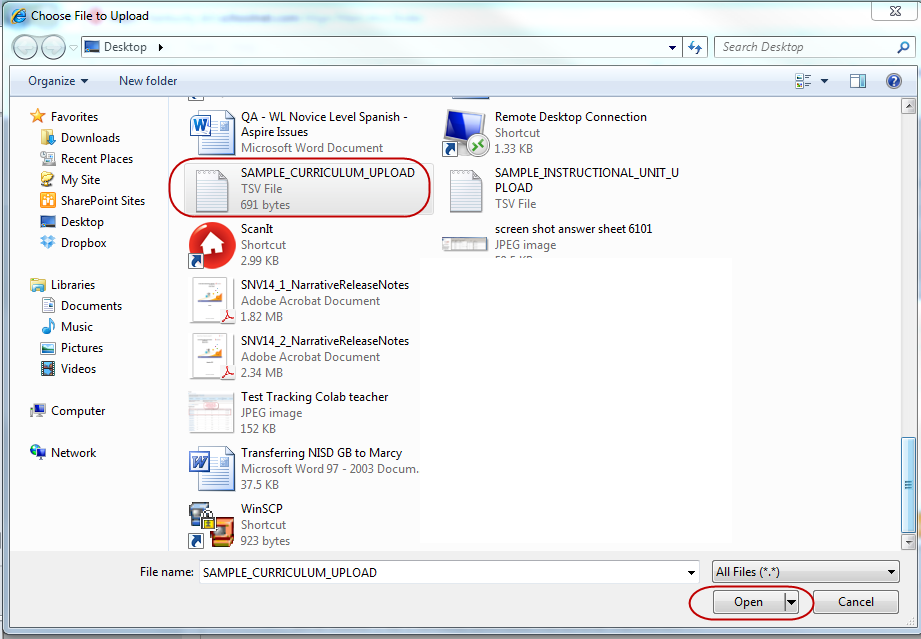 Choose File to Upload
Desktop
Search Desktop
Organize
New folder
Favorites
Downloads
Recent Places
My Site
SharePoint Sites
Desktop
Dropbox
Libraries
Documents
Music
Pictures
Videos
Computer
Network
QA - WL Novice Level Spanish -
Aspire Issues
Microsoft Word Document
SAMPLE_CURRICULUM_UPLOAD
TSV File
691 bytes
ScanIt
Shortcut
2.99 KB
SNV14_1_NarrativeReleaseNotes
Adobe Acrobat Document
1.82 MB
SNV14_2_NarrativeReleaseNotes
Adobe Acrobat Document
2.34 MB
Test Tracking Colab teacher
JPEG image
152 KB
Transferring NISD GB to Marcy
Microsoft Word 97 - 2003 Docum...
37.5 KB
WinSCP
Shortcut
923 bytes
Remote Desktop Connection
Shortcut
1.33 KB
SAMPLE_INSTRUCTIONAL_UNIT_U
PLOAD
TSV File
screen shot answer sheet 6101
JPEG image
File name: SAMPLE_CURRICULUM_UPLOAD
All Files (*.*)
Open
Cancel